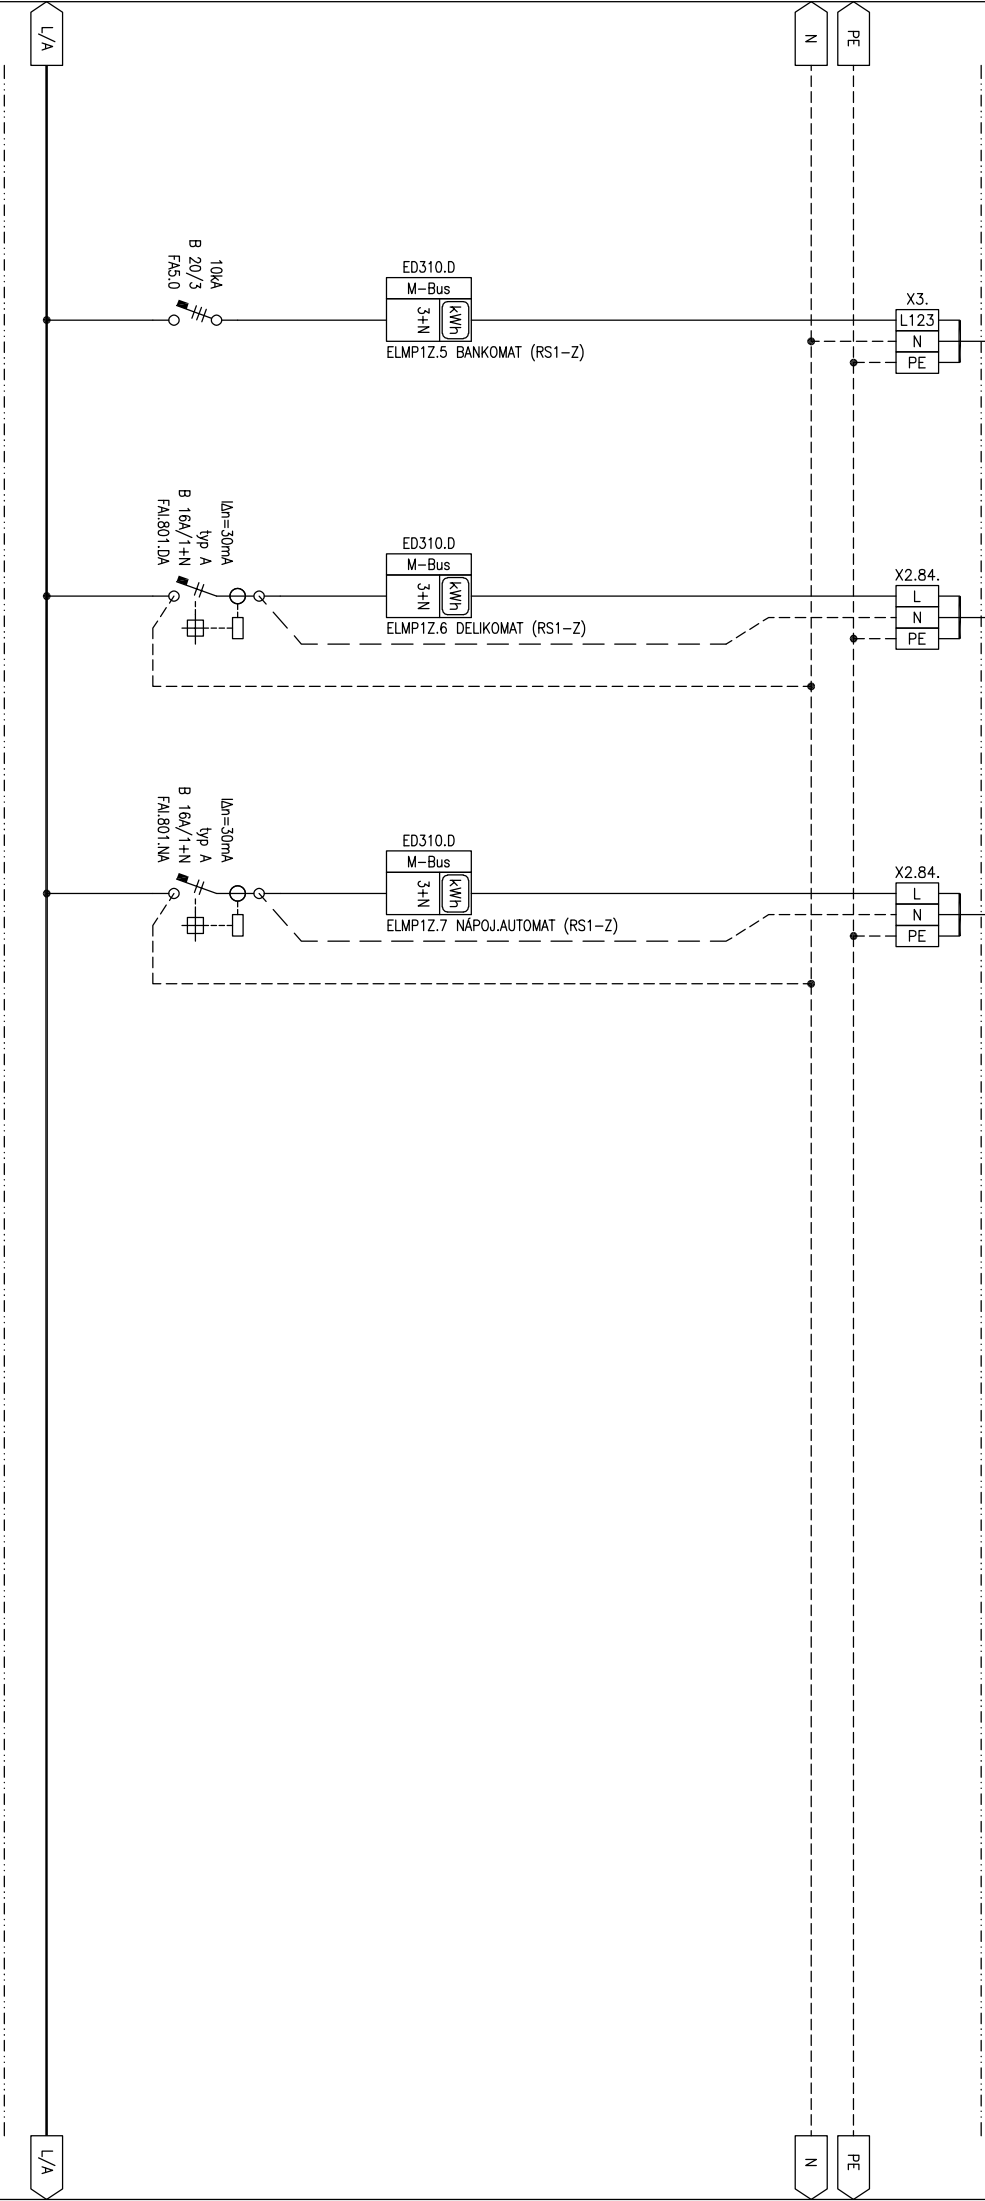 L/A
N
PE
10kA
B 20/3
FA5.0
ED310.D
M-Bus
3+N
kWh
ELMP1Z.5 BANKOMAT (RS1-Z)
X3.
L123
N
PE
IΔn=30mA
typ A
B 16A/1+N
FAI.801.DA
ED310.D
M-Bus
3+N
kWh
ELMP1Z.6 DELIKOMAT (RS1-Z)
X2.84.
L
N
PE
IΔn=30mA
typ A
B 16A/1+N
FAI.801.NA
ED310.D
M-Bus
3+N
kWh
ELMP1Z.7 NÁPOJ.AUTOMAT (RS1-Z)
X2.84.
L
N
PE
L/A
N
PE